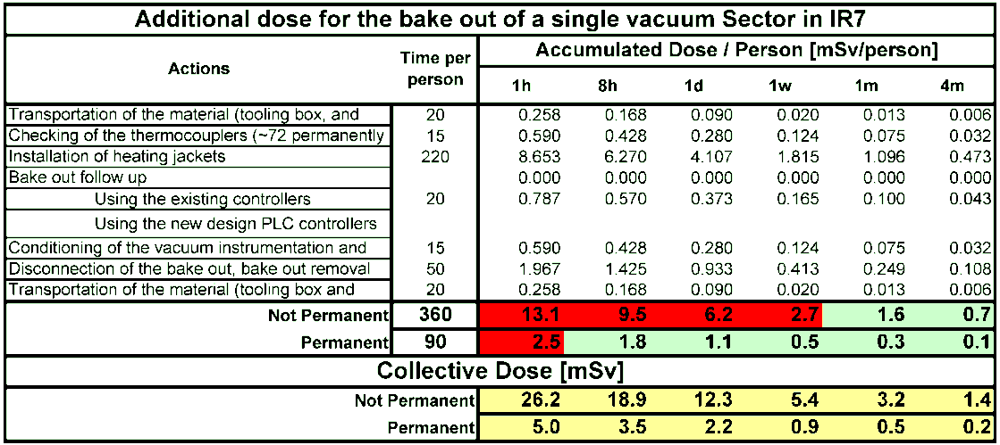 Additional dose for the bake out of a single vacuum Sector in IR7
Actions Time per person Accumulated Dose / Person [mSv/person]
1h 8h 1d 1w 1m 4m
Transportation of the material (tooling box, and 20 0.258 0.168 0.090 0.020 0.013 0.006
Checking of the thermocouplers (~72 permanently 15 0.590 0.428 0.280 0.124 0.075 0.032
Installation of heating jackets 220 8.653 6.270 4.107 1.815 1.096 0.473
Bake out follow up 0.000 0.000 0.000 0.000 0.000 0.000
Using the existing controllers 20 0.787 0.570 0.373 0.165 0.100 0.043
Using the new design PLC controllers
Conditioning of the vacuum instrumentation and 15 0.590 0.428 0.280 0.124 0.075 0.032
Disconnection of the bake out, bake out removal 50 1.967 1.425 0.933 0.413 0.249 0.108
Transportation of the material (tooling box and 20 0.258 0.168 0.090 0.020 0.013 0.006
Not Permanent 360 13.1 9.5 6.2 2.7 1.6 0.7
Permanent 90 2.5 1.8 1.1 0.5 0.3 0.1
Collective Dose [mSv]
Not Permanent 26.2 18.9 12.3 5.4 3.2 1.4
Permanent 5.0 3.5 2.2 0.9 0.5 0.2